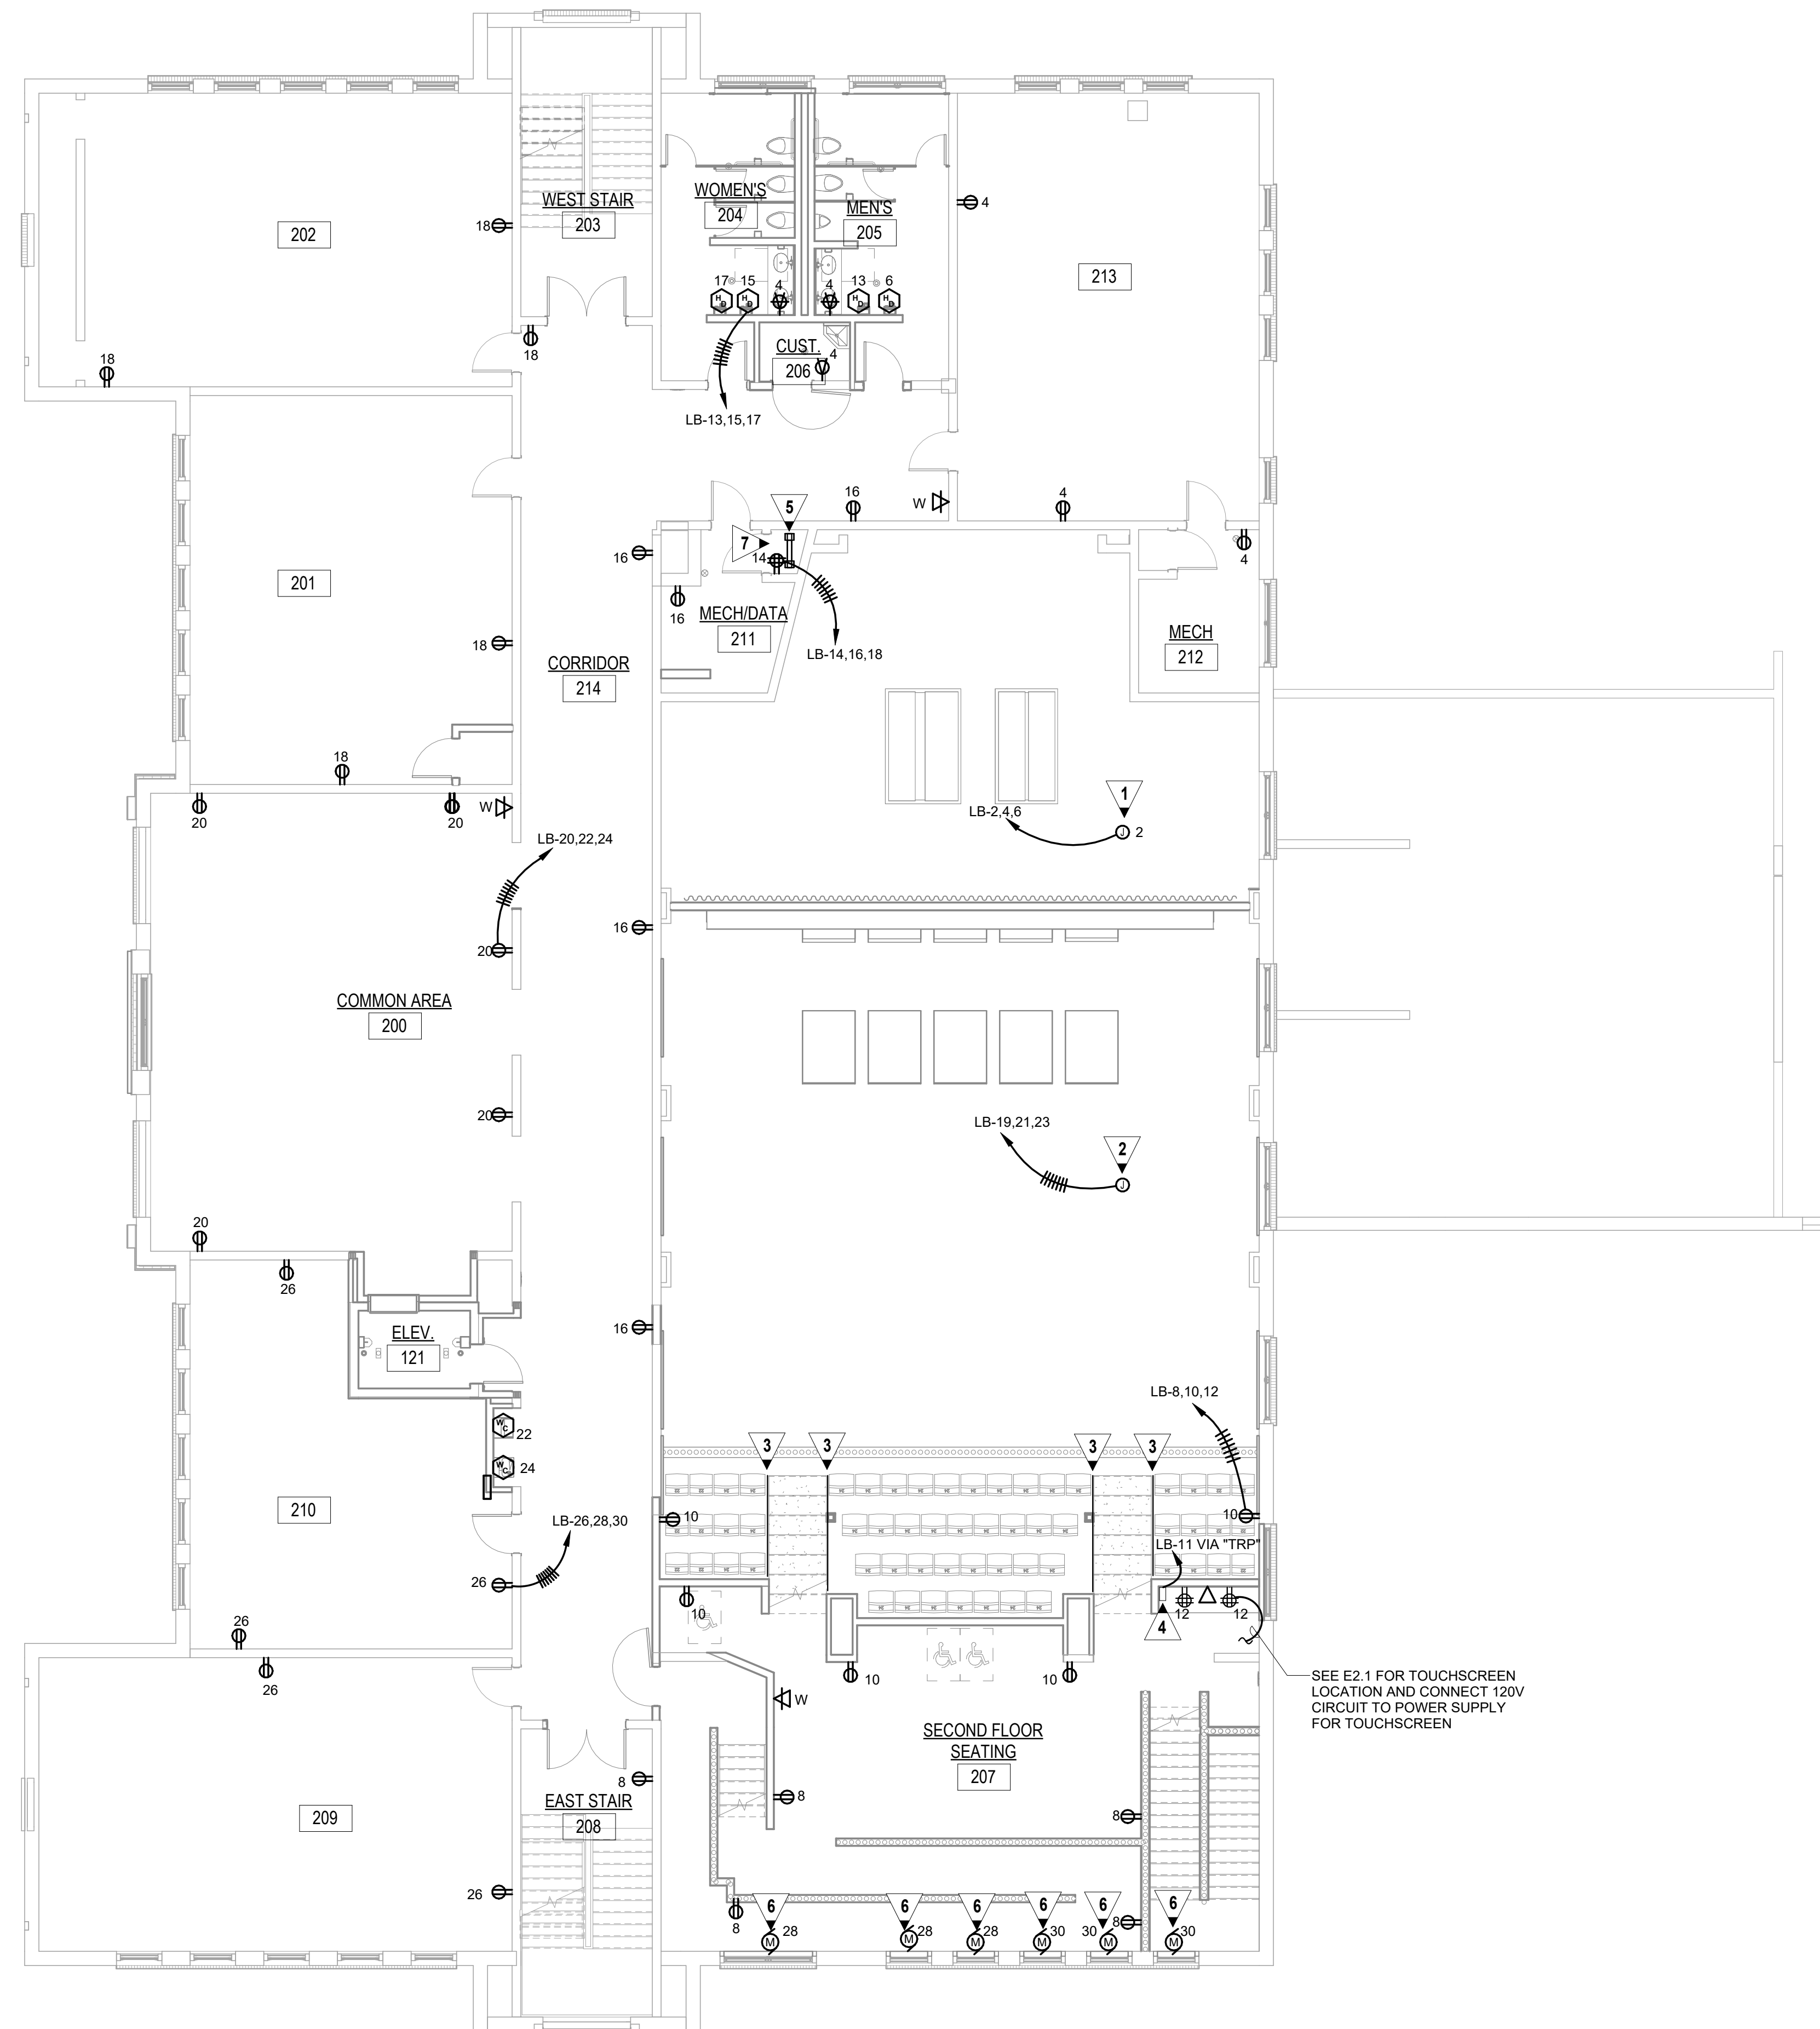 WEST STAIR
203
WOMEN'S
204
MEN'S
205
4
202
18
213
17 15 4 4 13 6
H D
H D
H D
H D
18
CUST.
206
4
18
LB-13,15,17
5
16
W
4
7
14
16
4
201
16
MECH/DATA
211
MECH
212
18
LB-14,16,18
CORRIDOR
214
18
1
20
20
W
LB-2,4,6
J
2
LB-20,22,24
16
20
COMMON AREA
200
20
LB-19,21,23
2
J
20
26
ELEV.
121
16
LB-8,10,12
W C
22
W C
24
3
3
3
3
210
LB-26,28,30
10
10
LB-11 VIA "TRP"
26
10
12
12
4
26
26
10
10
SEE E2.1 FOR TOUCHSCREEN
LOCATION AND CONNECT 120V
CIRCUIT TO POWER SUPPLY
FOR TOUCHSCREEN
W
SECOND FLOOR
SEATING
207
8
EAST STAIR
208
8
8
209
26
8
6
M
28
6
M
28
6
M
28
6
M
30
6
M
30
8
6
M
30